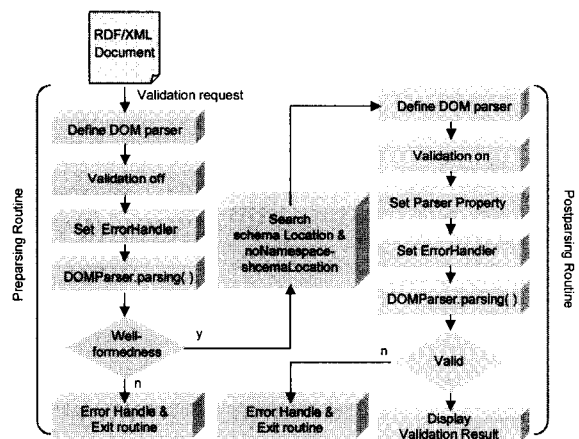 RDF/XML
Document
Validation request
Preparsing Routine
Define DOM parser
Validation off
Set ErrorHandler
DOMParser.parsing( )
Well-
formedness
y
n
Error Handle &
Exit routine
Search
schema Location &
noNamespace-
shcemaLocation
Define DOM parser
Validation on
Set Parser Property
Set ErrorHandler
DOMParser.parsing( )
Valid
n
Error Handle &
Exit routine
Display
Validation Result
Postparsing Routine